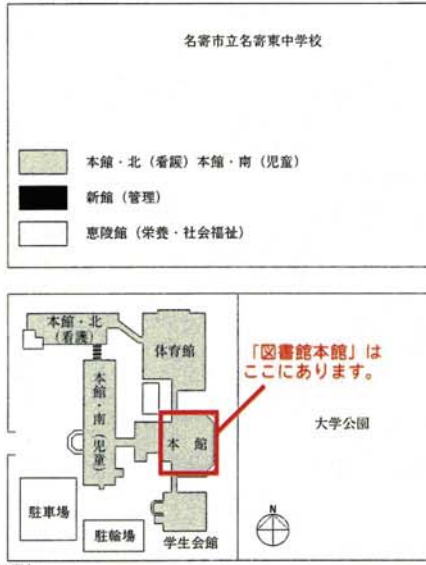 名寄市立名寄東中学校
本館・北（看護）本館・南（児童）
新館（管理）
恵陵館（栄養・社会福祉）
本館・北
（看護）
体育館
「図書館本館」は
ここにあります。
本館・南（児童）
本　館
大学公園
駐車場
駐輪場
学生会館
N